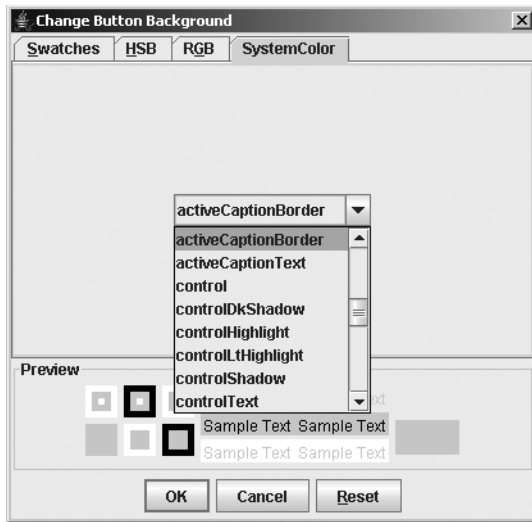 Change Button Background
Swatches HSB RGB SystemColor
activeCaptionBorder
activeCaptionBorder
activeCaptionText
control
controlDkShadow
controlHighlight
controlLtHighlight
controlShadow
controlText
Preview
Sample Text Sample Text
Sample Text Sample Text
OK Cancel Reset